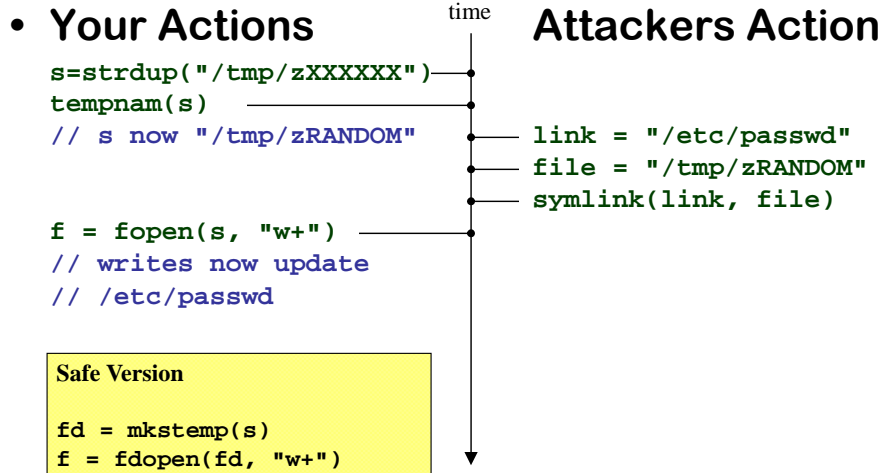 time
• Your Actions
s=strdup("/tmp/zXXXXXX")
tempnam(s)
// s now "/tmp/zRANDOM"
f = fopen(s, "w+")
// writes now update
// /etc/passwd
Attackers Action
link = "/etc/passwd"
file = "/tmp/zRANDOM"
symlink(link, file)
Safe Version
fd = mkstemp(s)
f = fdopen(fd, "w+")